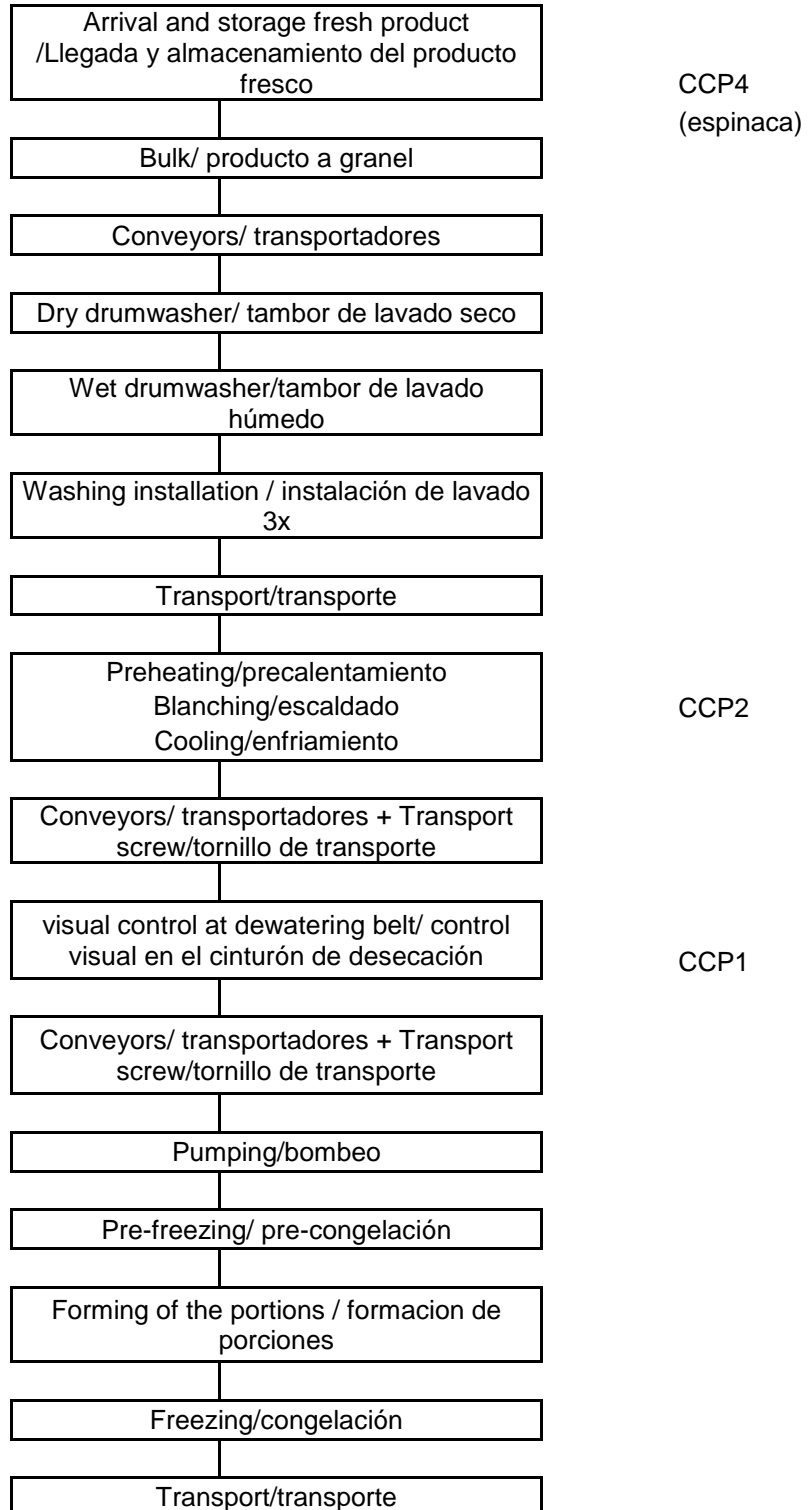 Arrival and storage fresh product
/Llegada y almacenamiento del producto
fresco
CCP4
(espinaca)
Bulk/ producto a granel
Conveyors/ transportadores
Dry drumwasher/ tambor de lavado seco
Wet drumwasher/tambor de lavado
húmedo
Washing installation / instalación de lavado
3x
Transport/transporte
Preheating/precalentamiento
Blanching/escaldado
Cooling/enfriamiento
CCP2
Conveyors/ transportadores + Transport
screw/tornillo de transporte
visual control at dewatering belt/ control
visual en el cinturón de desecación
CCP1
Conveyors/ transportadores + Transport
screw/tornillo de transporte
Pumping/bombeo
Pre-freezing/ pre-congelación
Forming of the portions / formacion de
porciones
Freezing/congelación
Transport/transporte